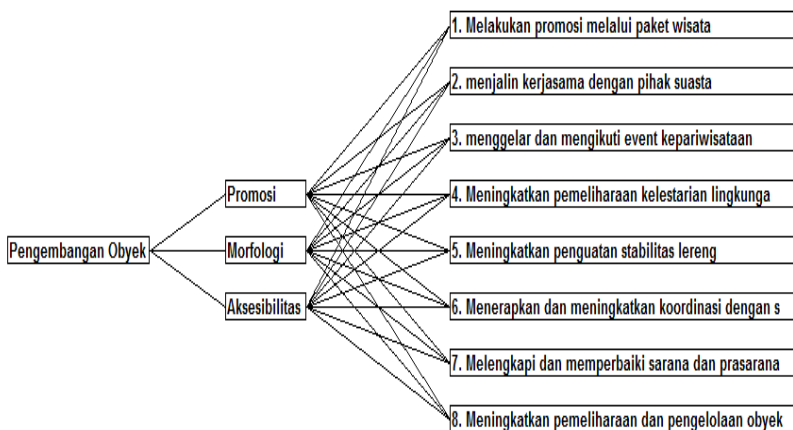 1. Melakukan promosi melalui paket wisata
2. menjalin kerjasama dengan pihak suasta
3. menggelar dan mengikuti event kepariwisataan
Promosi
4. Meningkatkan pemeliharaan kelestarian lingkunga
Pengembangan Obyek
Morfologi
5. Meningkatkan penguatan stabilitas lereng
Aksesibilitas
6. Menerapkan dan meningkatkan koordinasi dengan s
7. Melengkapi dan memperbaiki sarana dan prasarana
8. Meningkatkan pemeliharaan dan pengelolaan obyek